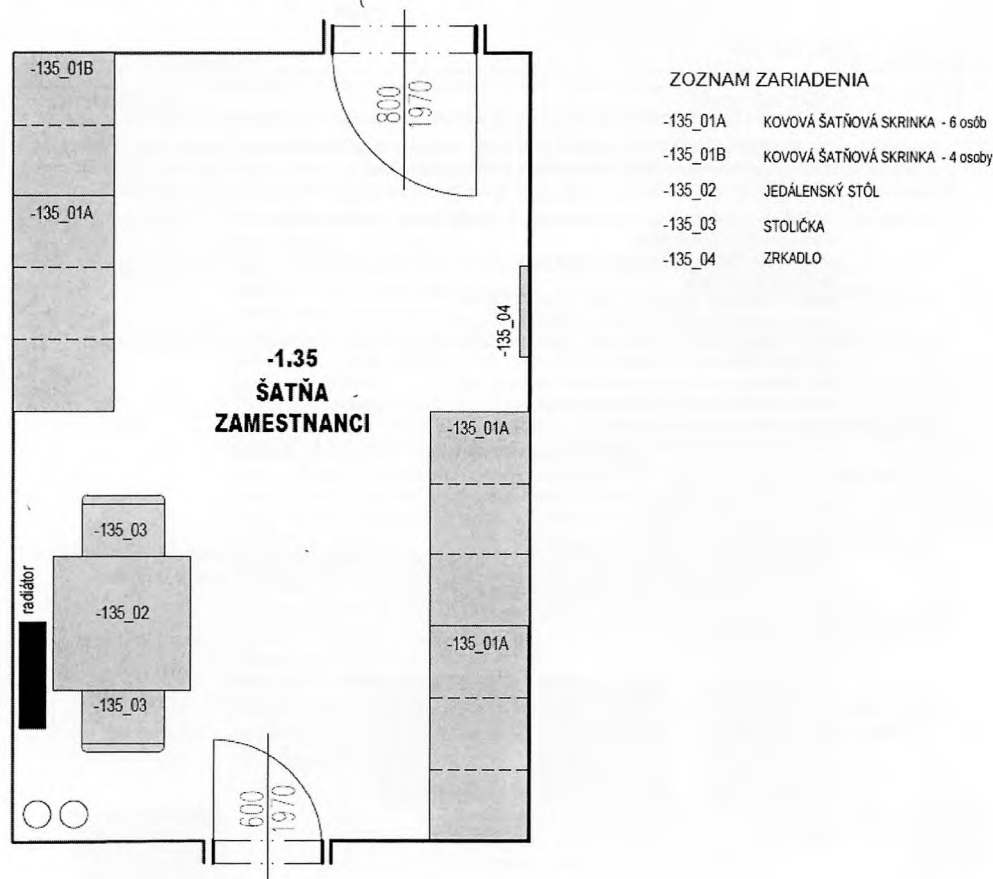 800
1970
-135_01B
-135_01A
-135_04
-1.35
ŠATŇA
ZAMESTNANCI
-135_01A
-135_03
radiátor
-135_02
-135_01A
-135_03
600
1970
ZOZNAM ZARIADENIA
-135_01A KOVOVÁ ŠATŇOVÁ SKRINKA - 6 osôb
-135_01B KOVOVÁ ŠATŇOVÁ SKRINKA - 4 osoby
-135_02 JEDÁLENSKÝ STÔL
-135_03 STOLIČKA
-135_04 ZRKADLO